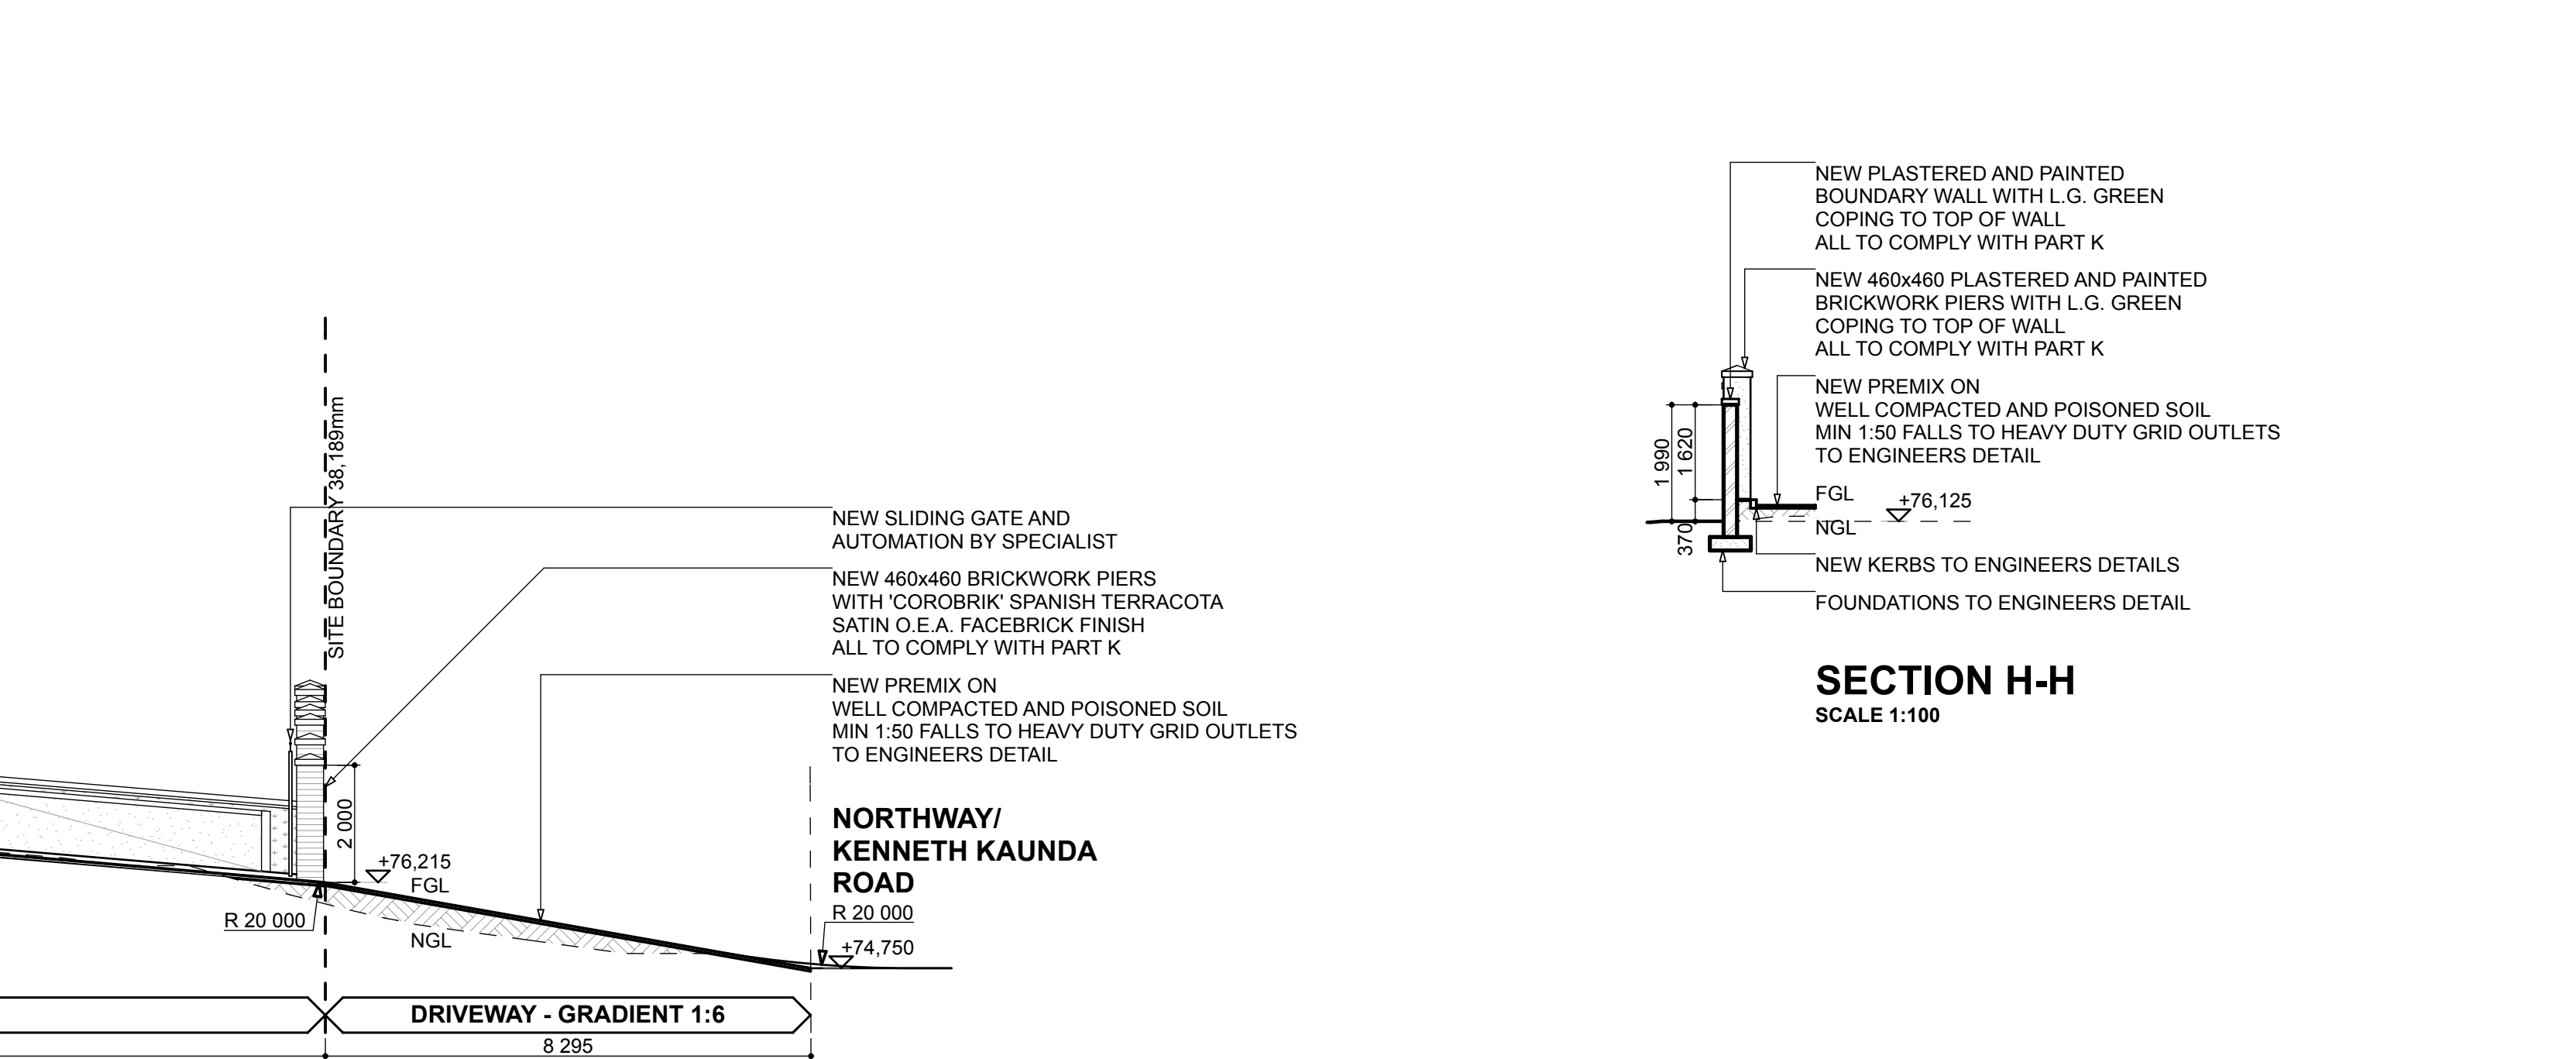 SITE BOUNDARY 38,189mm
NEW SLIDING GATE AND
AUTOMATION BY SPECIALIST
NEW 460x460 BRICKWORK PIERS
WITH 'COROBRIK' SPANISH TERRACOTA
SATIN O.E.A. FACEBRICK FINISH
ALL TO COMPLY WITH PART K
NEW PREMIX ON
WELL COMPACTED AND POISONED SOIL
MIN 1:50 FALLS TO HEAVY DUTY GRID OUTLETS
TO ENGINEERS DETAIL
2 000
+76,215
FGL
R 20 000
NGL
NORTHWAY/
KENNETH KAUNDA
ROAD
R 20 000
+74,750
DRIVEWAY - GRADIENT 1:6
8 295
NEW PLASTERED AND PAINTED
BOUNDARY WALL WITH L.G. GREEN
COPING TO TOP OF WALL
ALL TO COMPLY WITH PART K
NEW 460x460 PLASTERED AND PAINTED
BRICKWORK PIERS WITH L.G. GREEN
COPING TO TOP OF WALL
ALL TO COMPLY WITH PART K
NEW PREMIX ON
WELL COMPACTED AND POISONED SOIL
MIN 1:50 FALLS TO HEAVY DUTY GRID OUTLETS
TO ENGINEERS DETAIL
1 990
1 620
370
FGL
+76,125
NGL
NEW KERBS TO ENGINEERS DETAILS
FOUNDATIONS TO ENGINEERS DETAIL
SECTION H-H
SCALE 1:100